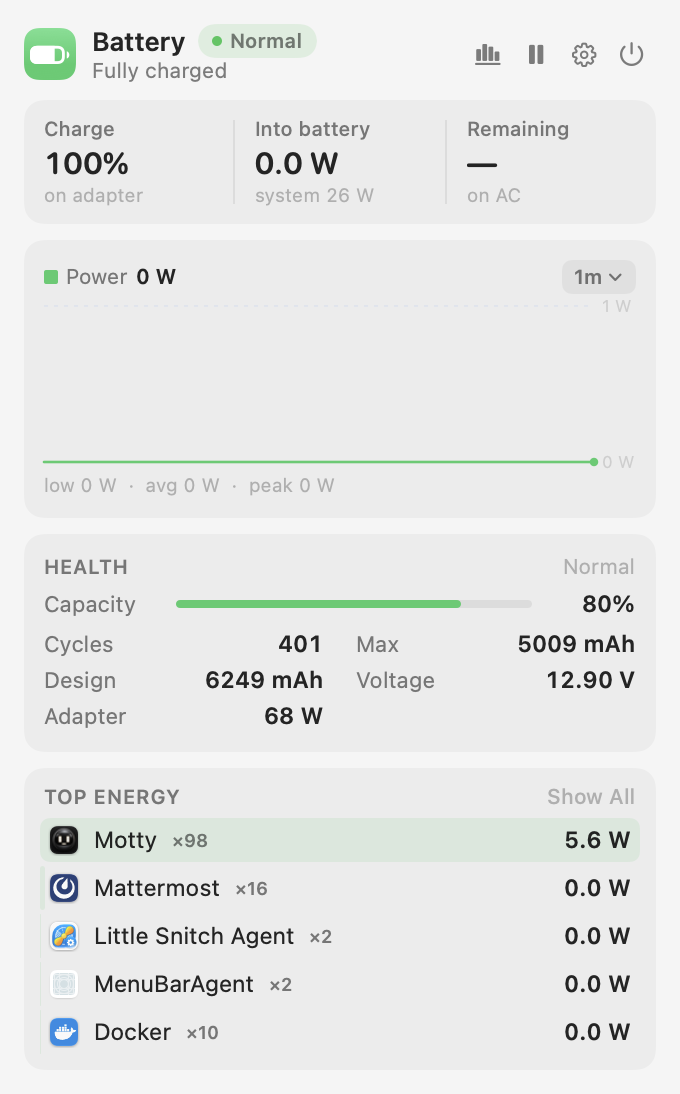 Battery Normal
Fully charged
Charge Into battery Remaining
100% 0.0 W —
on adapter system 26 W on AC
Power 0 W 1m
1 W
0 W
low 0 W · avg 0 W · peak 0 W
HEALTH Normal
Capacity 80%
Cycles 401 Max 5009 mAh
Design 6249 mAh Voltage 12.90 V
Adapter 68 W
TOP ENERGY Show All
Motty ×98 5.6 W
Mattermost ×16 0.0 W
Little Snitch Agent ×2 0.0 W
MenuBarAgent ×2 0.0 W
Docker ×10 0.0 W